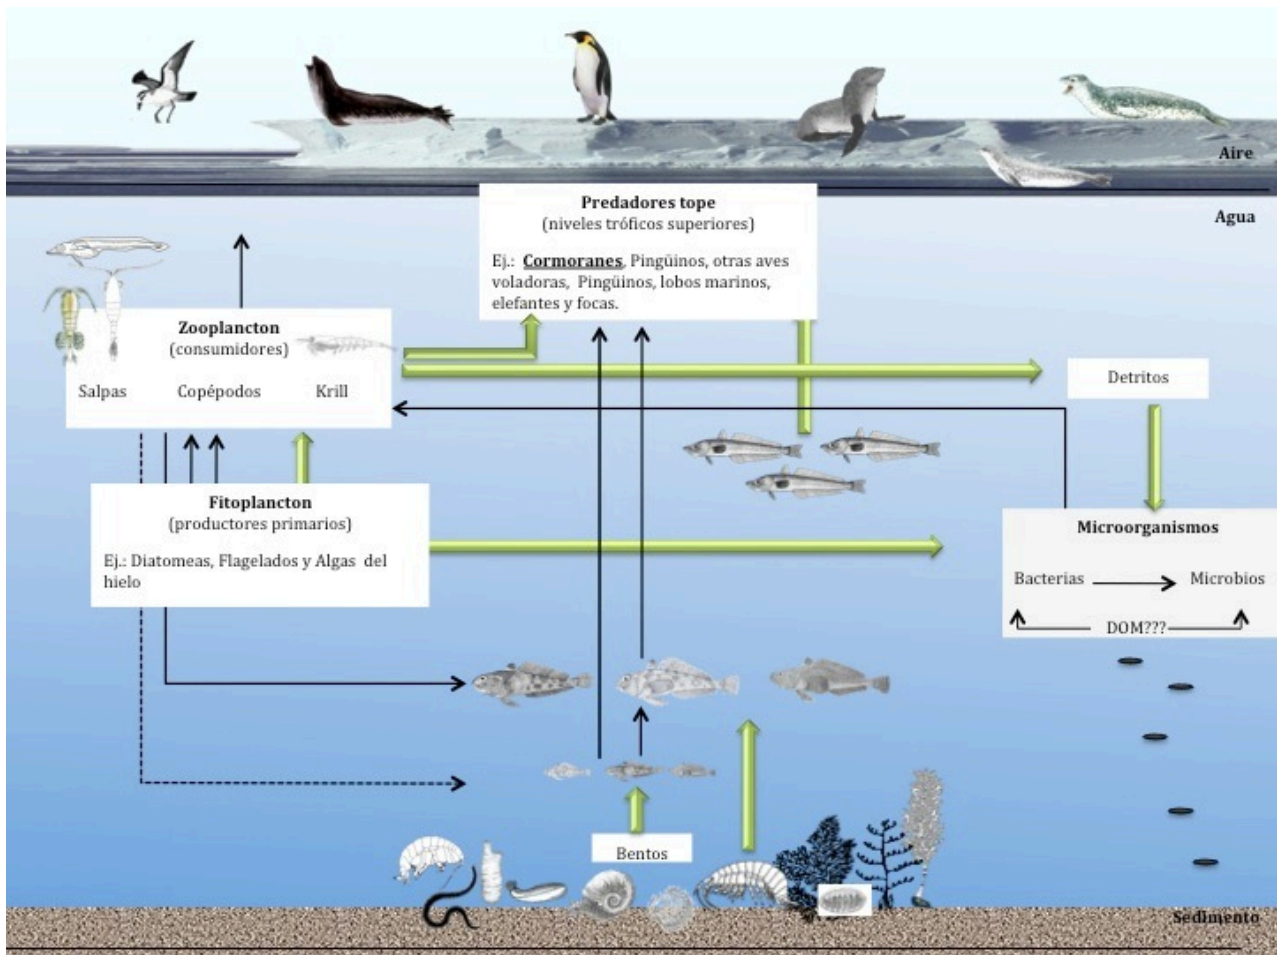 Aire
Agua
Predadores tope
(niveles tróficos superiores)
Ej.: Cormoranes, Pingüinos, otras aves
voladoras, Pingüinos, lobos marinos,
elefantes y focas.
Zooplancton
(consumidores)
Salpas Copépodos Krill
Detritos
Fitoplancton
(productores primarios)
Ej.: Diatomeas, Flagelados y Algas del
hielo
Microorganismos
Bacterias Microbios
DOM???
Bentos
Sedimento